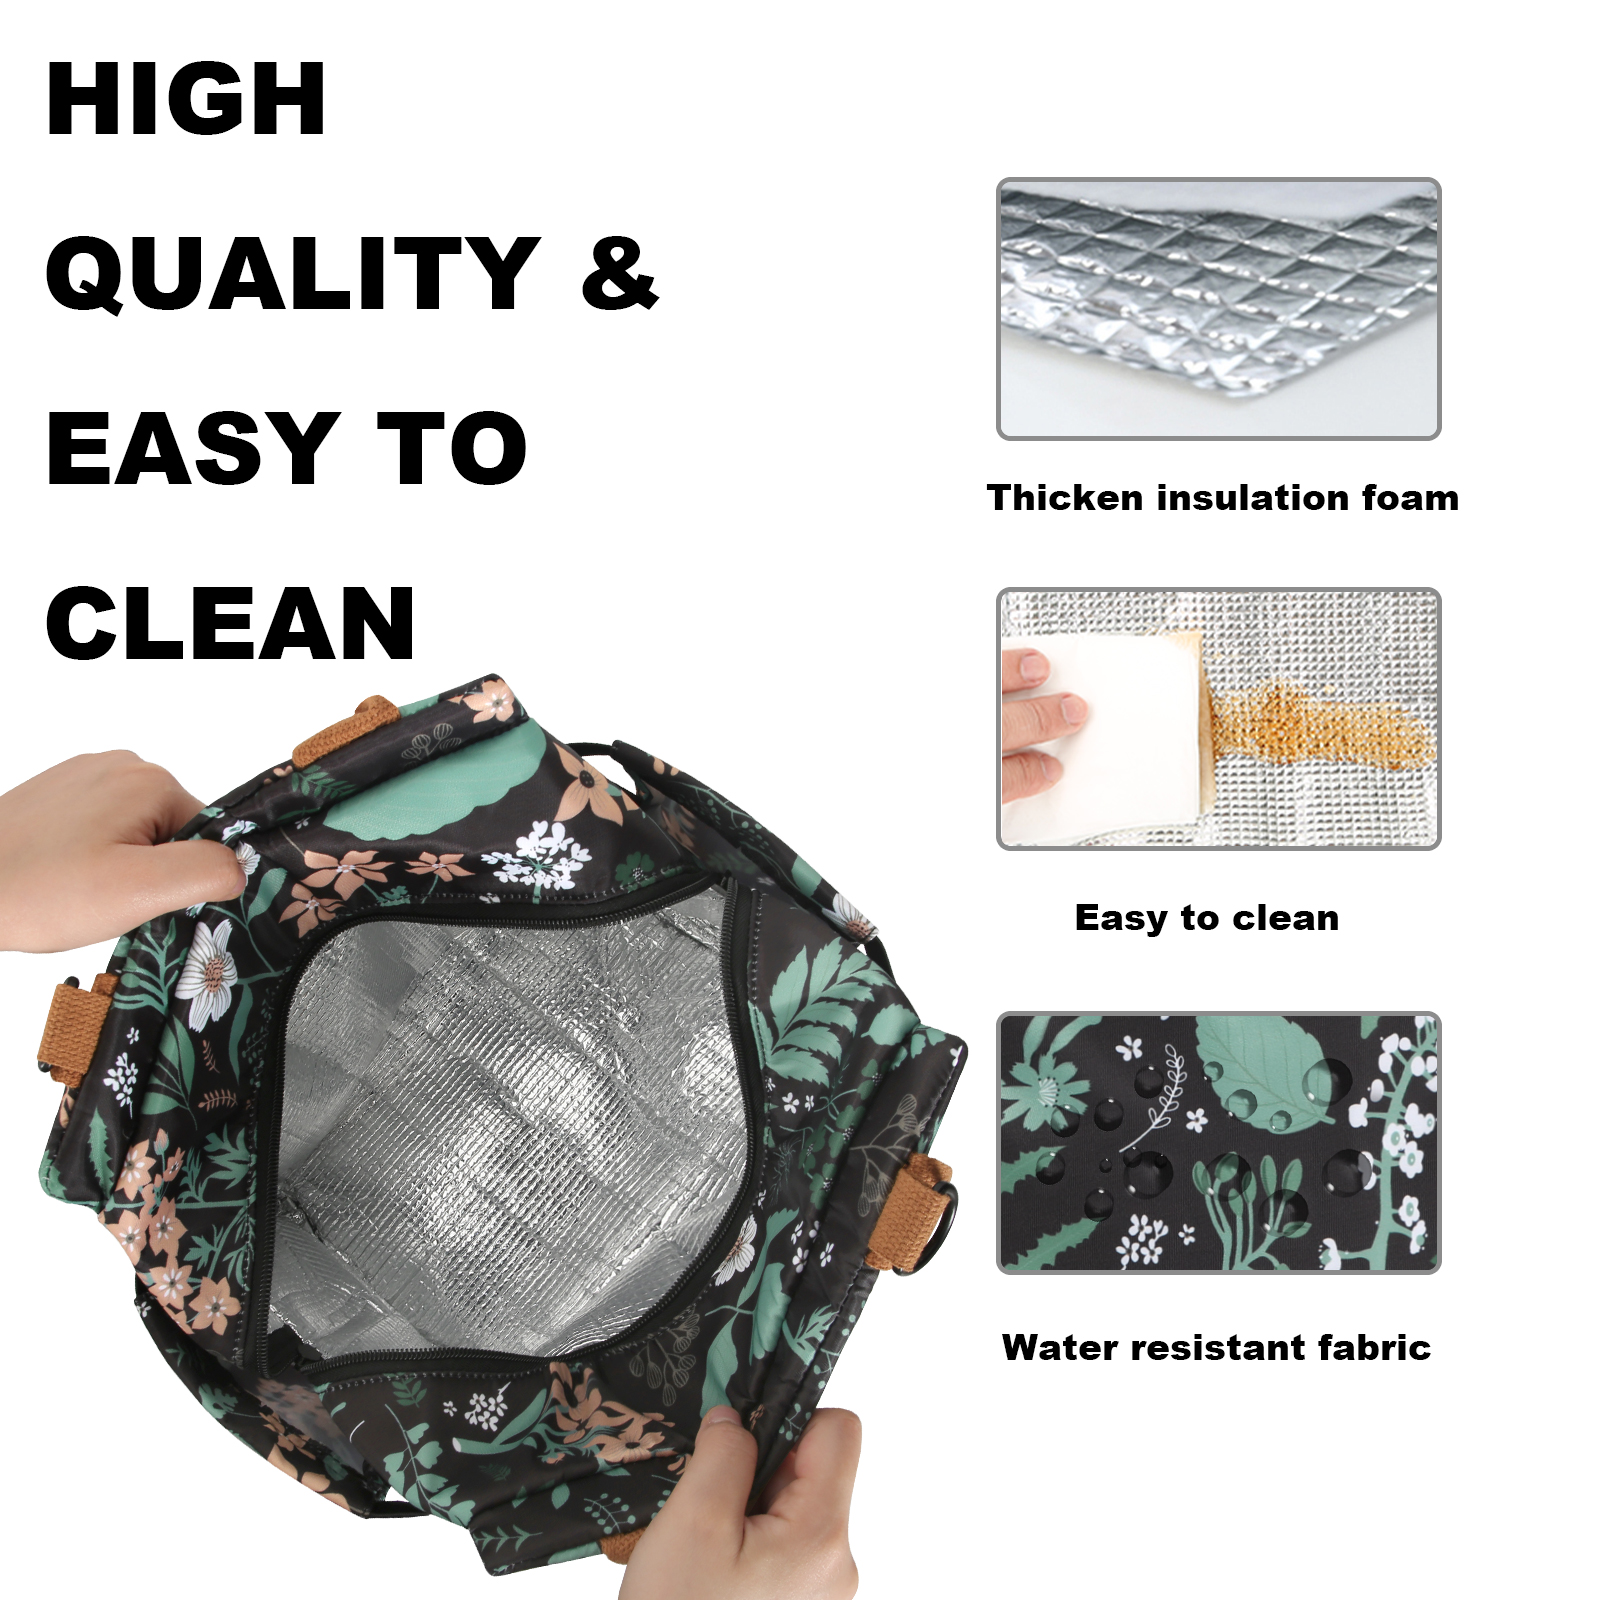 HIGH
QUALITY &
EASY TO
CLEAN
Thicken insulation foam
Easy to clean
Water resistant fabric